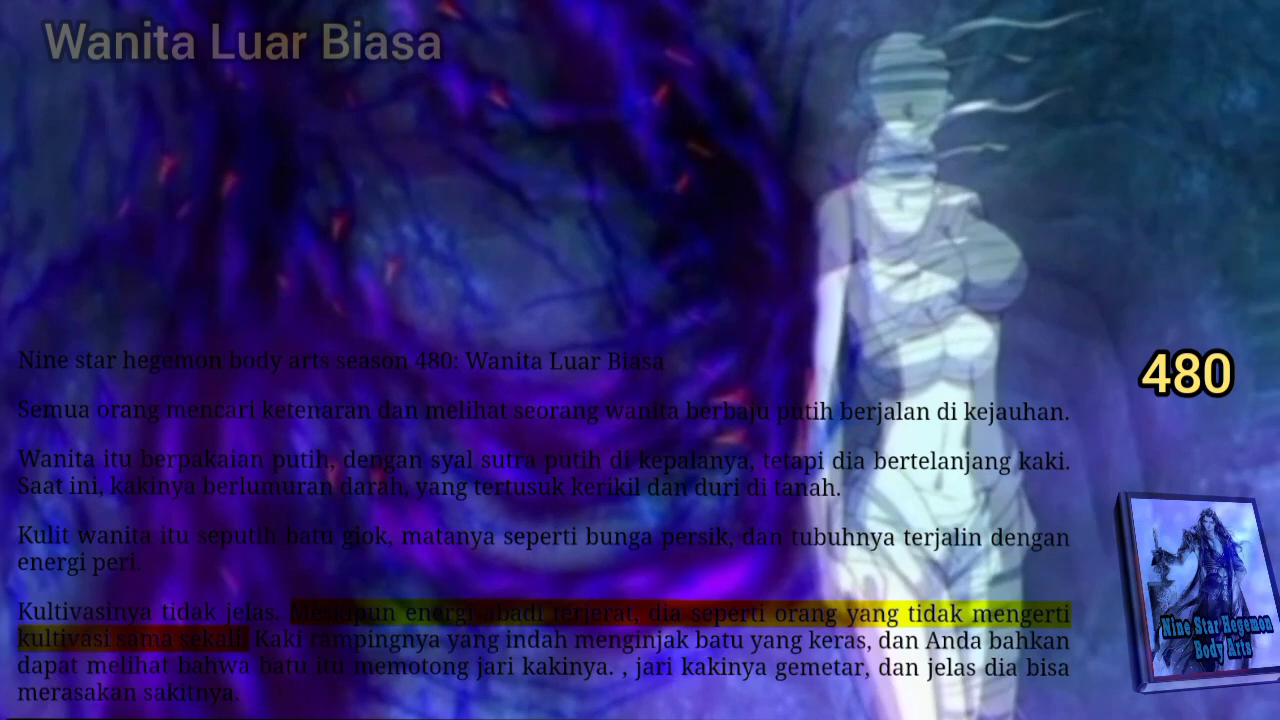 Wanita Luar Biasa
Nine star hegemon body arts season 480: Wanita Luar Biasa
Semua orang mencari ketenaran dan melihat seorang wanita berbaju putih berjalan di kejauhan.
Wanita itu berpakaian putih, dengan syal sutra putih di kepalanya, tetapi dia bertelanjang kaki.
Saat ini, kakinya berlumuran darah, yang tertusuk kerikil dan duri di tanah.
Kulit wanita itu seputih batu giok, matanya seperti bunga persik, dan tubuhnya terjalin dengan
energi peri.
Kultivasinya tidak jelas. Meskipun energi abadi terjerat, dia seperti orang yang tidak mengerti
kultivasi sama sekali. Kaki rampingnya yang indah menginjak batu yang keras, dan Anda bahkan
dapat melihat bahwa batu itu memotong jari kakinya. , jari kakinya gemetar, dan jelas dia bisa
merasakan sakitnya.
480
Nine Star Hegemon
Body Arts